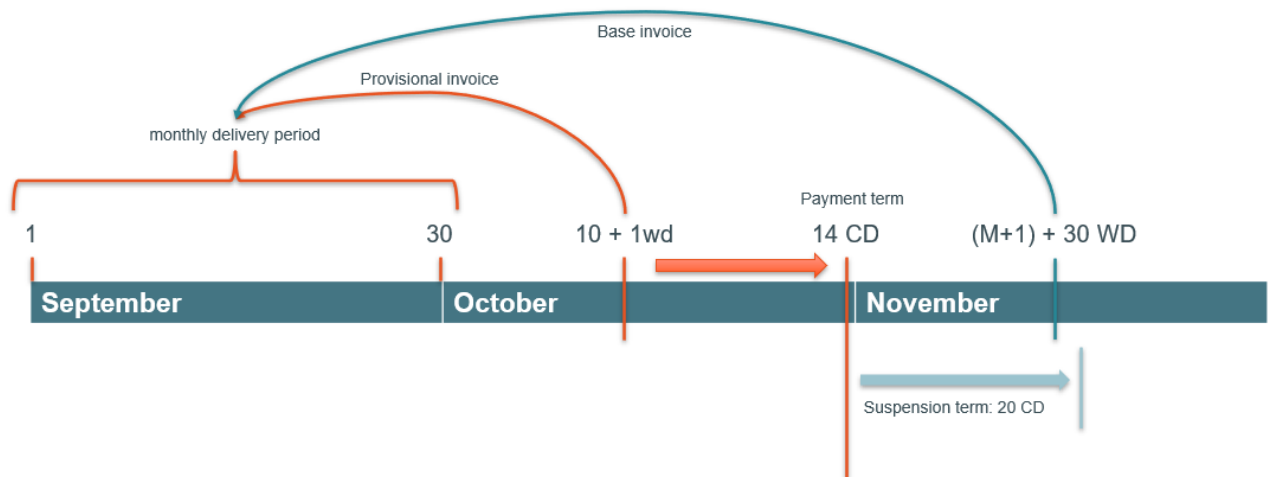 Base invoice
Provisional invoice
monthly delivery period
Payment term
1
30
10 + 1wd
14 CD
(M+1) + 30 WD
September
October
November
Suspension term: 20 CD